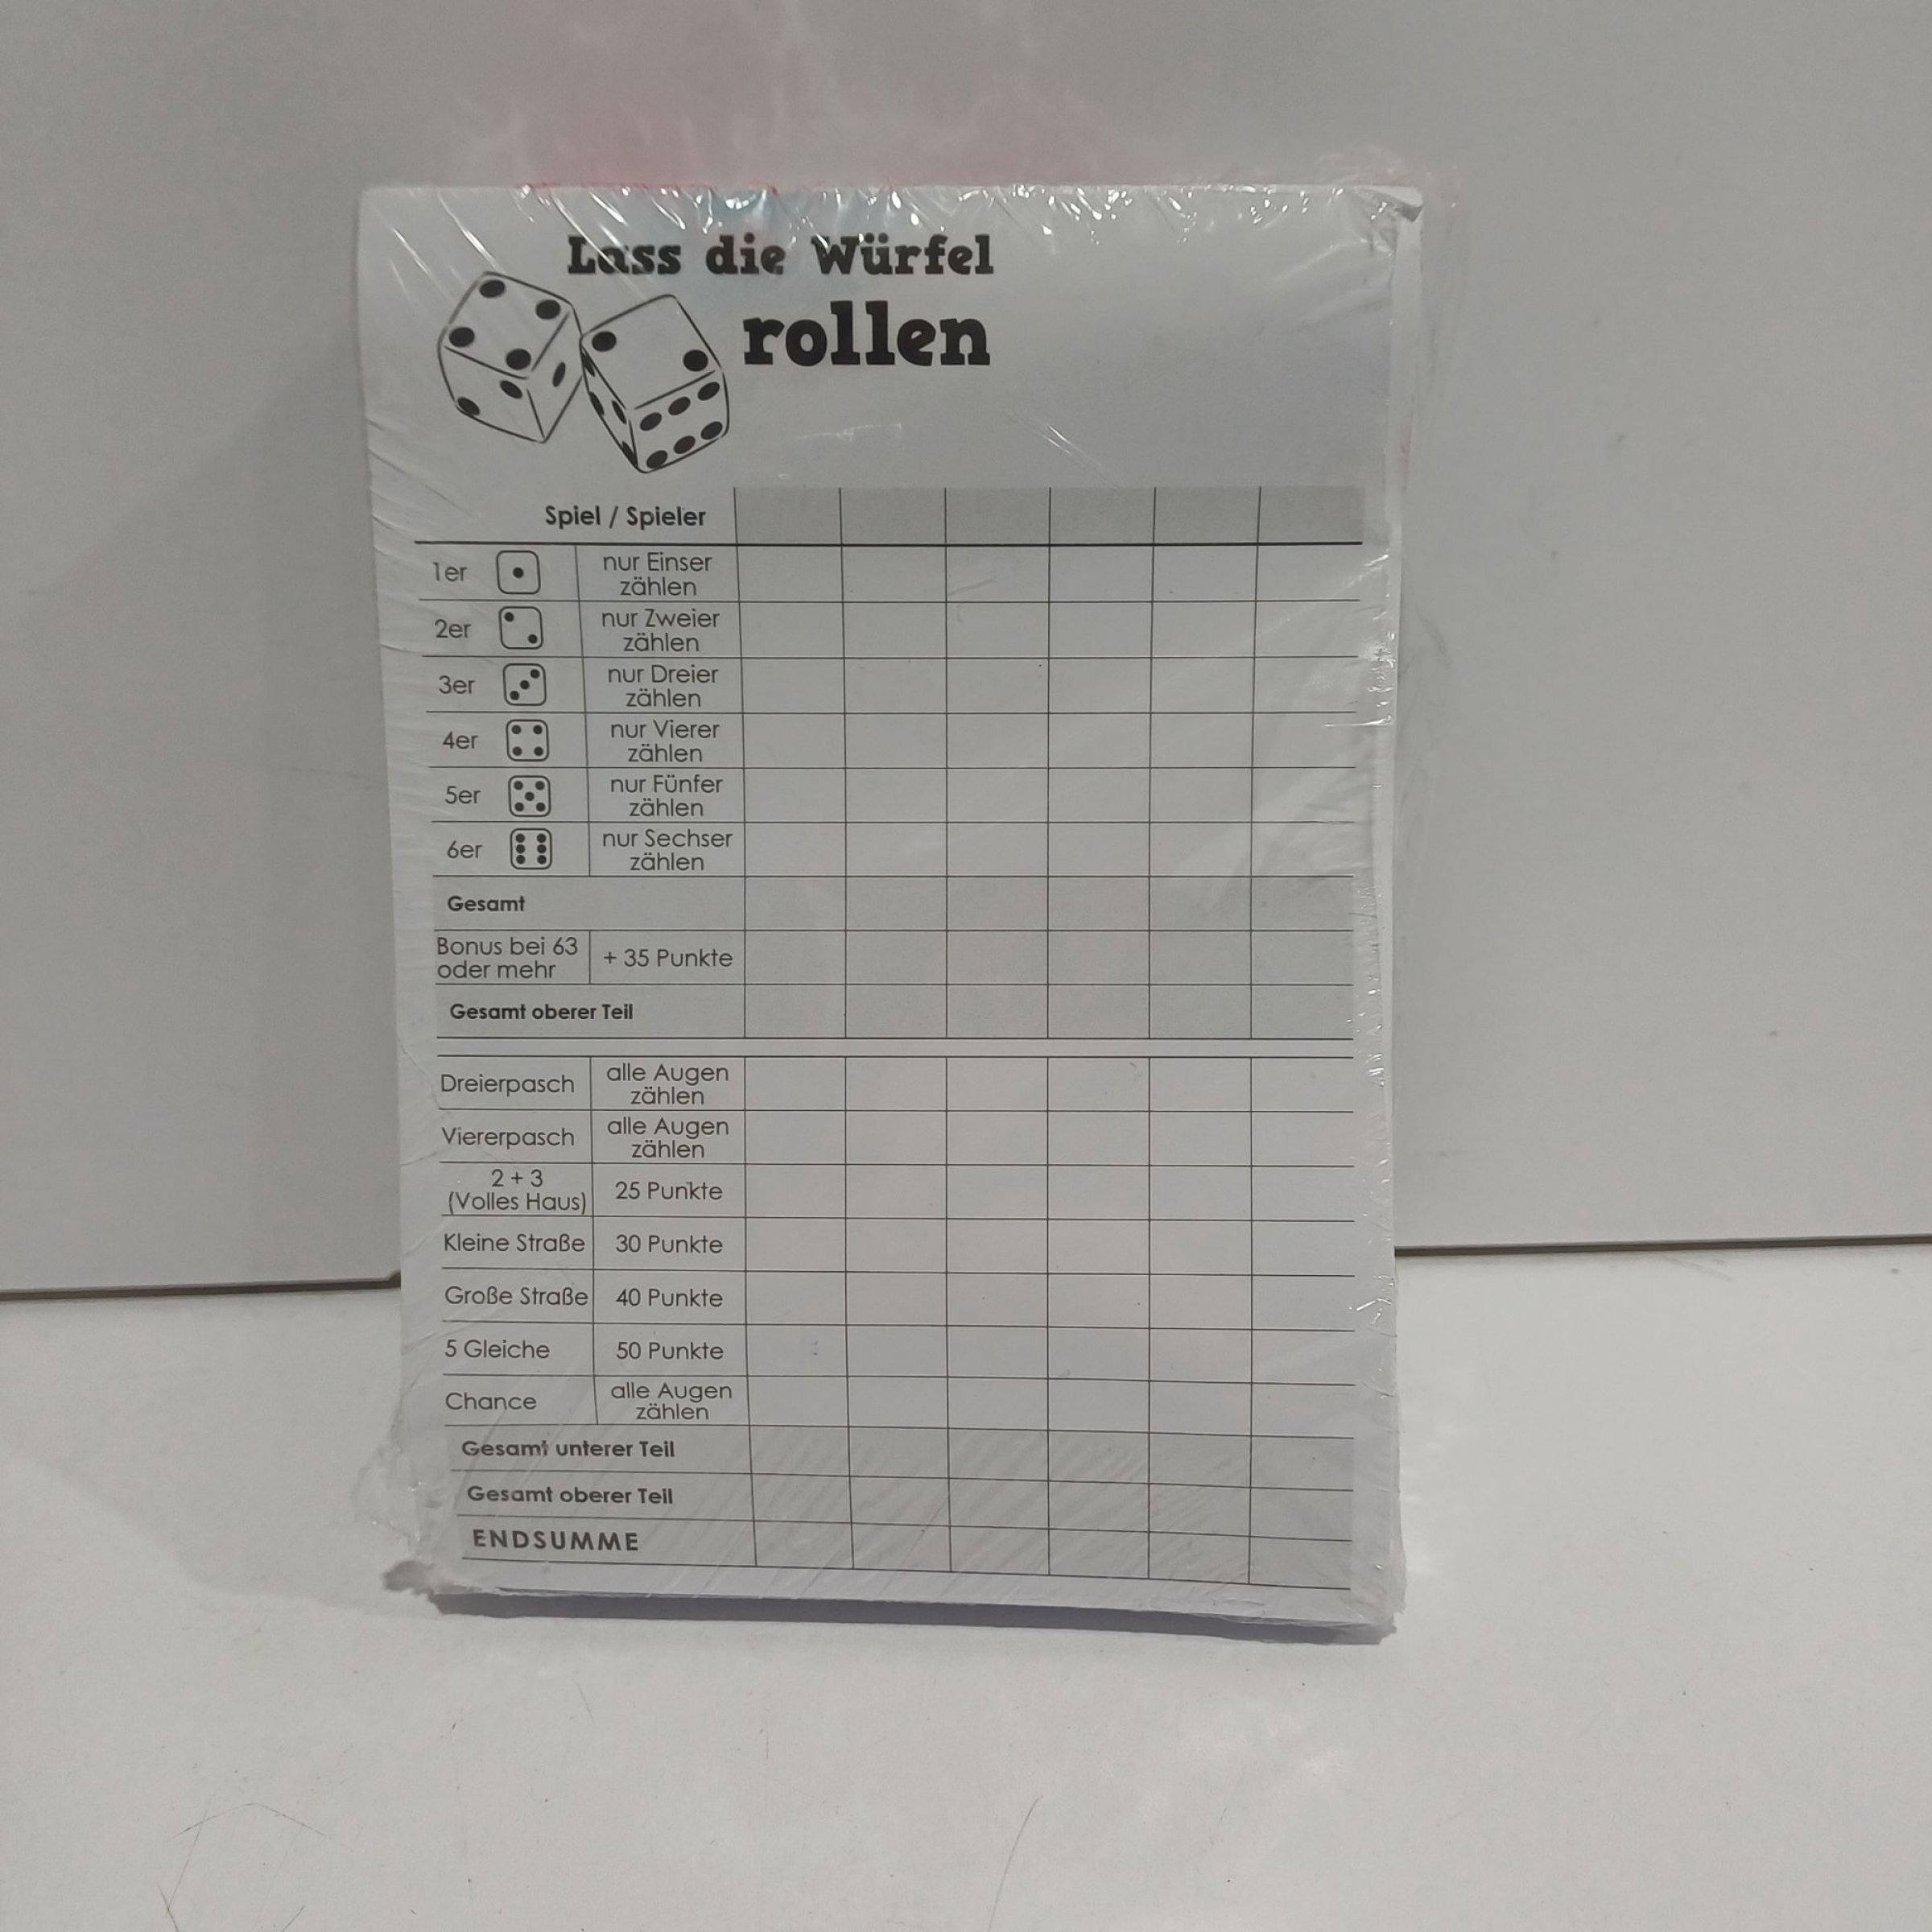 Lass die Würfel
rollen
Spiel / Spieler
1er nur Einser
zählen
2er nur Zweier
zählen
3er nur Dreier
zählen
4er nur Vierer
zählen
5er nur Fünfer
zählen
6er nur Sechser
zählen
Gesamt
Bonus bei 63
oder mehr
+ 35 Punkte
Gesamt oberer Teil
Dreierpasch alle Augen
zählen
Viererpasch alle Augen
zählen
2 + 3
(Volles Haus)
25 Punkte
Kleine Straße 30 Punkte
Große Straße 40 Punkte
5 Gleiche 50 Punkte
Chance alle Augen
zählen
Gesamt unterer Teil
Gesamt oberer Teil
ENDSUMME